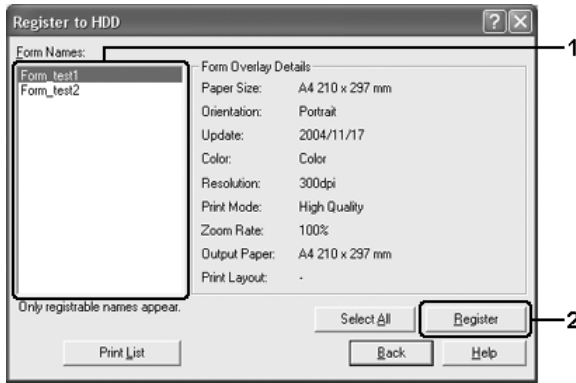 Register to HDD
Form Names:
1
Form_test1
Form_test2
Form Overlay Details
Paper Size: A4 210 x 297 mm
Orientation: Portrait
Update: 2004/11/17
Color: Color
Resolution: 300dpi
Print Mode: High Quality
Zoom Rate: 100%
Output Paper: A4 210 x 297 mm
Print Layout: -
Only registrable names appear.
Select All
Register
2
Print List
Back
Help